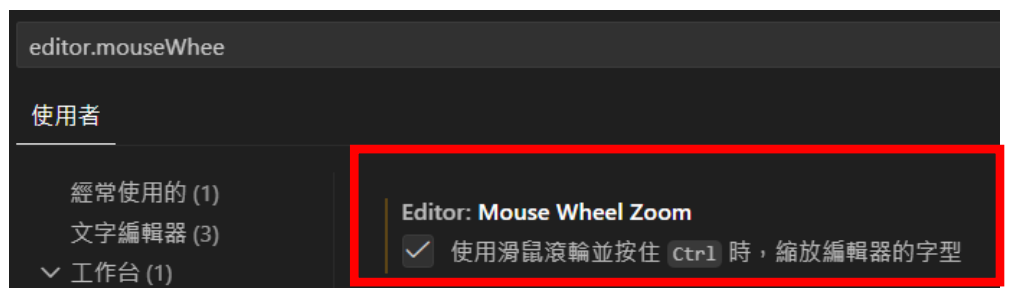 editor.mouseWhee
使用者
經常使用的 (1)
文字編輯器 (3)
工作台 (1)
Editor: Mouse Wheel Zoom
使用滑鼠滾輪並按住 Ctrl 時，縮放編輯器的字型